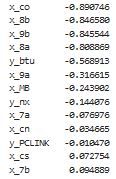 x_co -0.890746
x_8b -0.846580
x_9b -0.845544
x_8a -0.808869
y_btu -0.568913
x_9a -0.316615
x_MB -0.243902
y_nx -0.144076
x_7a -0.076976
x_cn -0.034665
y_PCLINK -0.010470
x_cs 0.072754
x_7b 0.094889